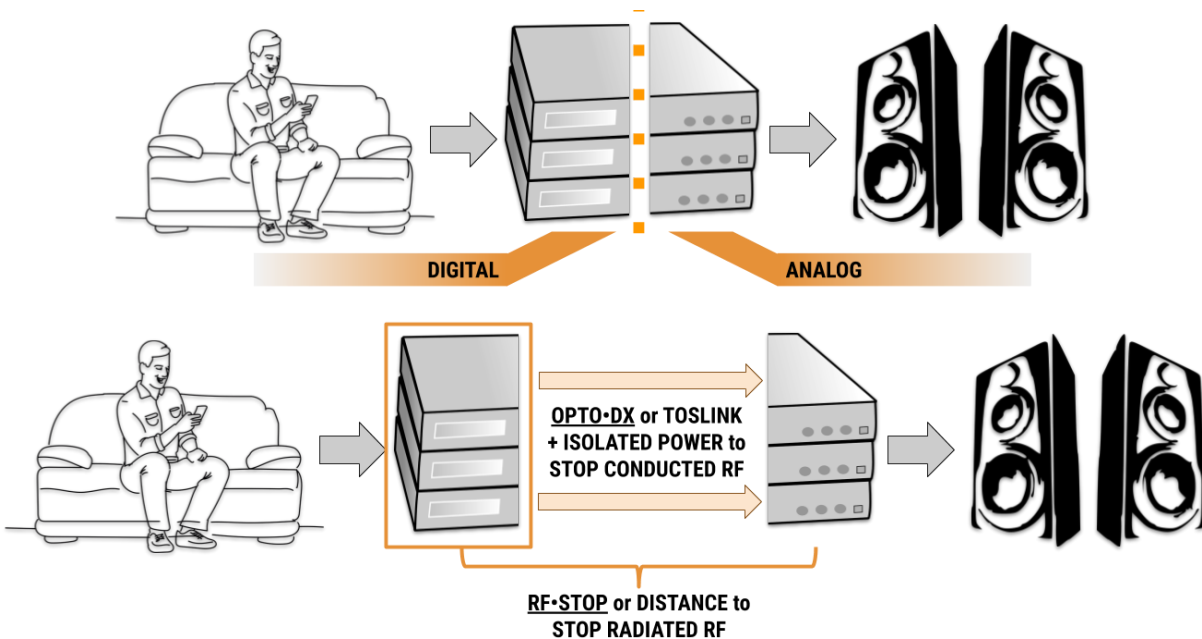 DIGITAL
ANALOG
OPTO•DX or TOSLINK
+ ISOLATED POWER to
STOP CONDUCTED RF
RF•STOP or DISTANCE to
STOP RADIATED RF